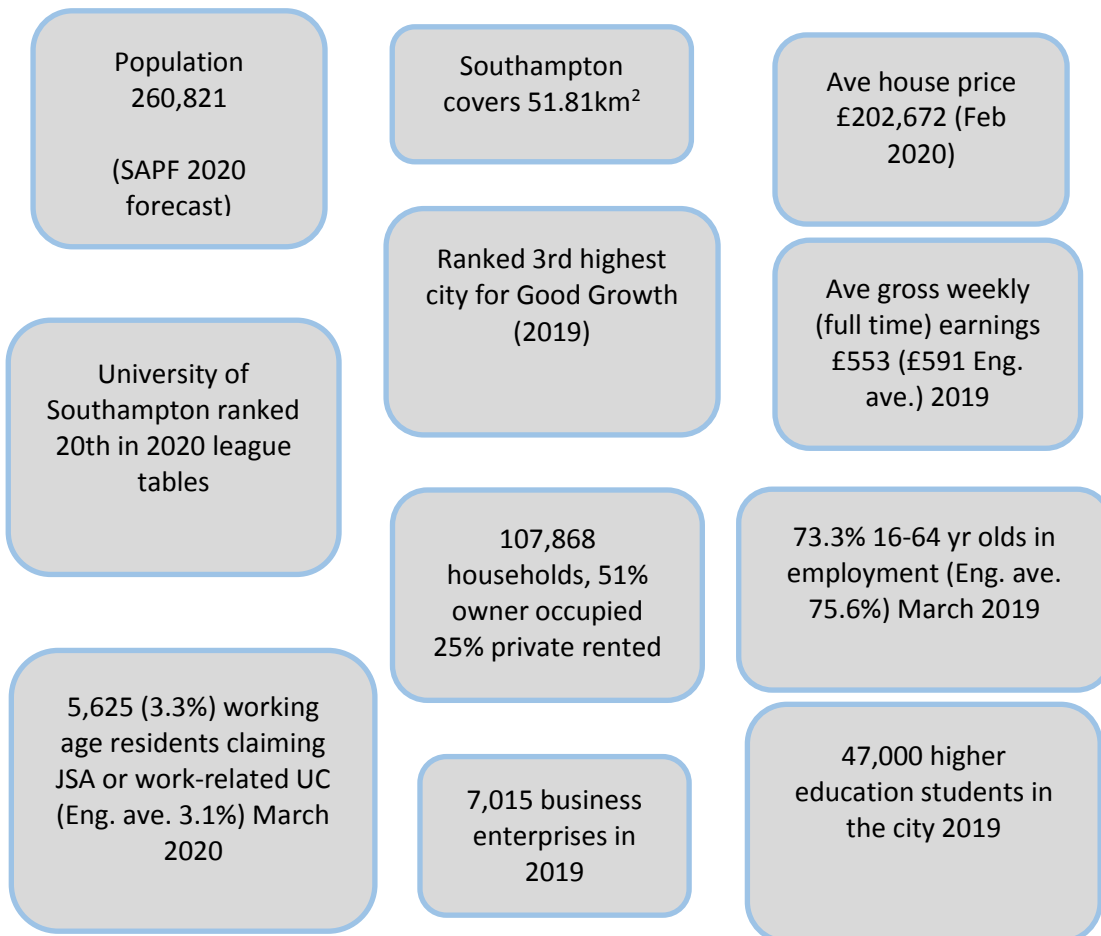 Population
260,821
(SAPF 2020
forecast)
Southampton
covers 51.81km²
Ave house price
£202,672 (Feb
2020)
Ranked 3rd highest
city for Good Growth
(2019)
Ave gross weekly
(full time) earnings
£553 (£591 Eng.
ave.) 2019
University of
Southampton ranked
20th in 2020 league
tables
107,868
households, 51%
owner occupied
25% private rented
73.3% 16-64 yr olds in
employment (Eng. ave.
75.6%) March 2019
5,625 (3.3%) working
age residents claiming
JSA or work-related UC
(Eng. ave. 3.1%) March
2020
7,015 business
enterprises in
2019
47,000 higher
education students in
the city 2019